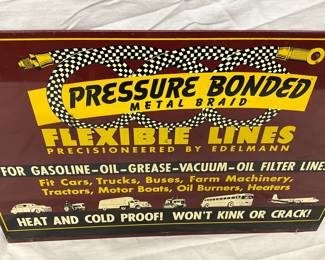 PRESSURE BONDED
METAL BRAID
FLEXIBLE LINES
PRECISIONEERED BY EDELMANN
FOR GASOLINE-OIL-GREASE-VACUUM-OIL FILTER LINE
Fit Cars, Trucks, Buses, Farm Machinery,
Tractors, Motor Boats, Oil Burners, Heaters
HEAT AND COLD PROOF! WON'T KINK OR CRACK!